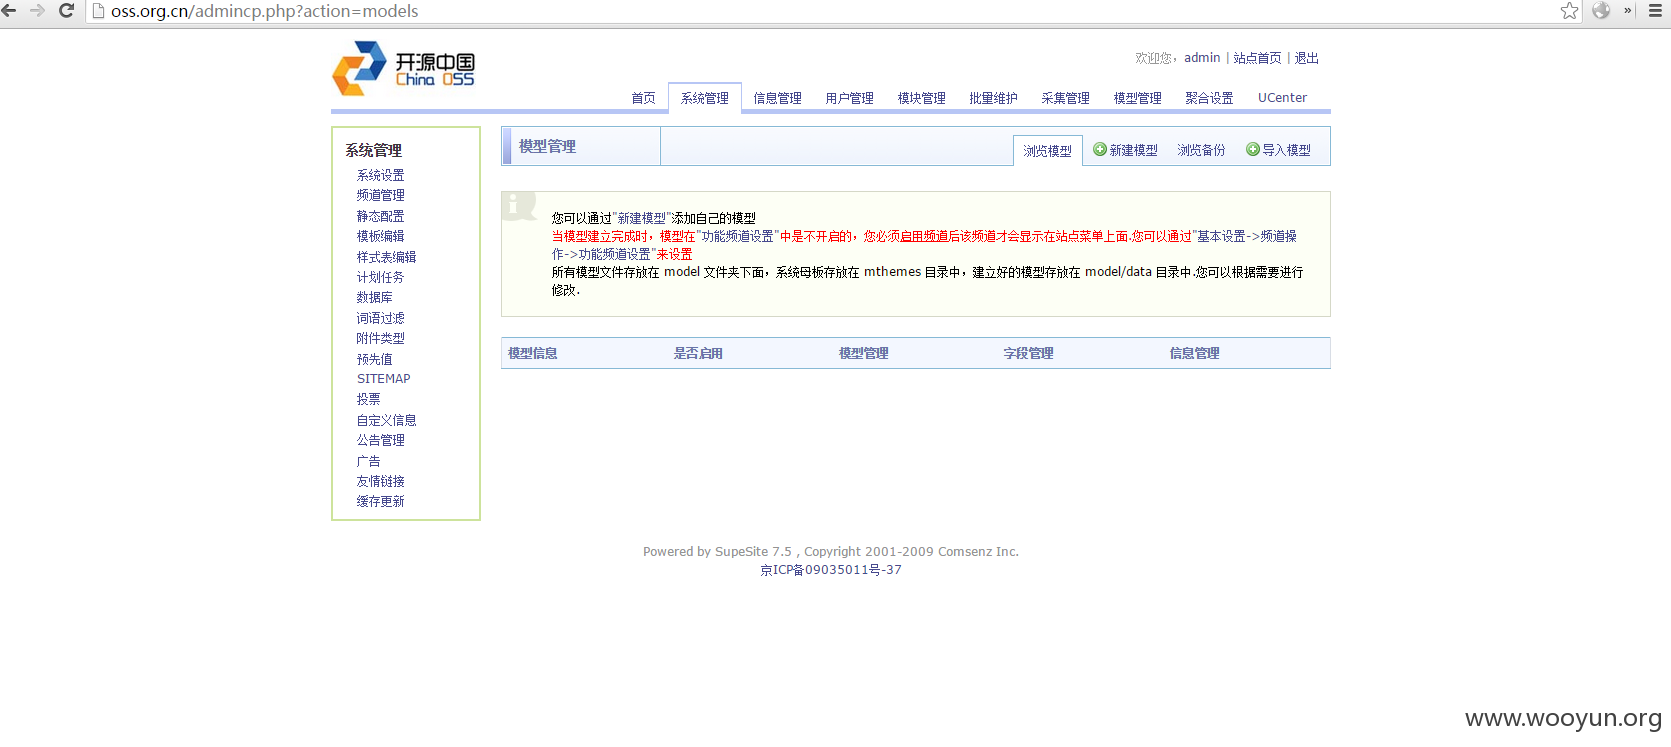 oss.org.cn/admincp.php?action=models
开源中国
China OSS
欢迎您，admin | 站点首页 | 退出
首页 系统管理 信息管理 用户管理 模块管理 批量维护 采集管理 模型管理 聚合设置 UCenter
系统管理
系统设置
频道管理
静态配置
模板编辑
样式表编辑
计划任务
数据库
词语过滤
附件类型
预先值
SITEMAP
投票
自定义信息
公告管理
广告
友情链接
缓存更新
模型管理
浏览模型 新建模型 浏览备份 导入模型
您可以通过"新建模型"添加自己的模型
当模型建立完成时，模型在"功能频道设置"中是不开启的，您必须启用频道后该频道才会显示在站点菜单上面.您可以通过"基本设置->频道操
作->功能频道设置"来设置
所有模型文件存放在 model 文件夹下面，系统母板存放在 mthemes 目录中，建立好的模型存放在 model/data 目录中.您可以根据需要进行
修改.
模型信息 是否启用 模型管理 字段管理 信息管理
Powered by SupeSite 7.5 , Copyright 2001-2009 Comsenz Inc.
京ICP备09035011号-37
www.wooyun.org